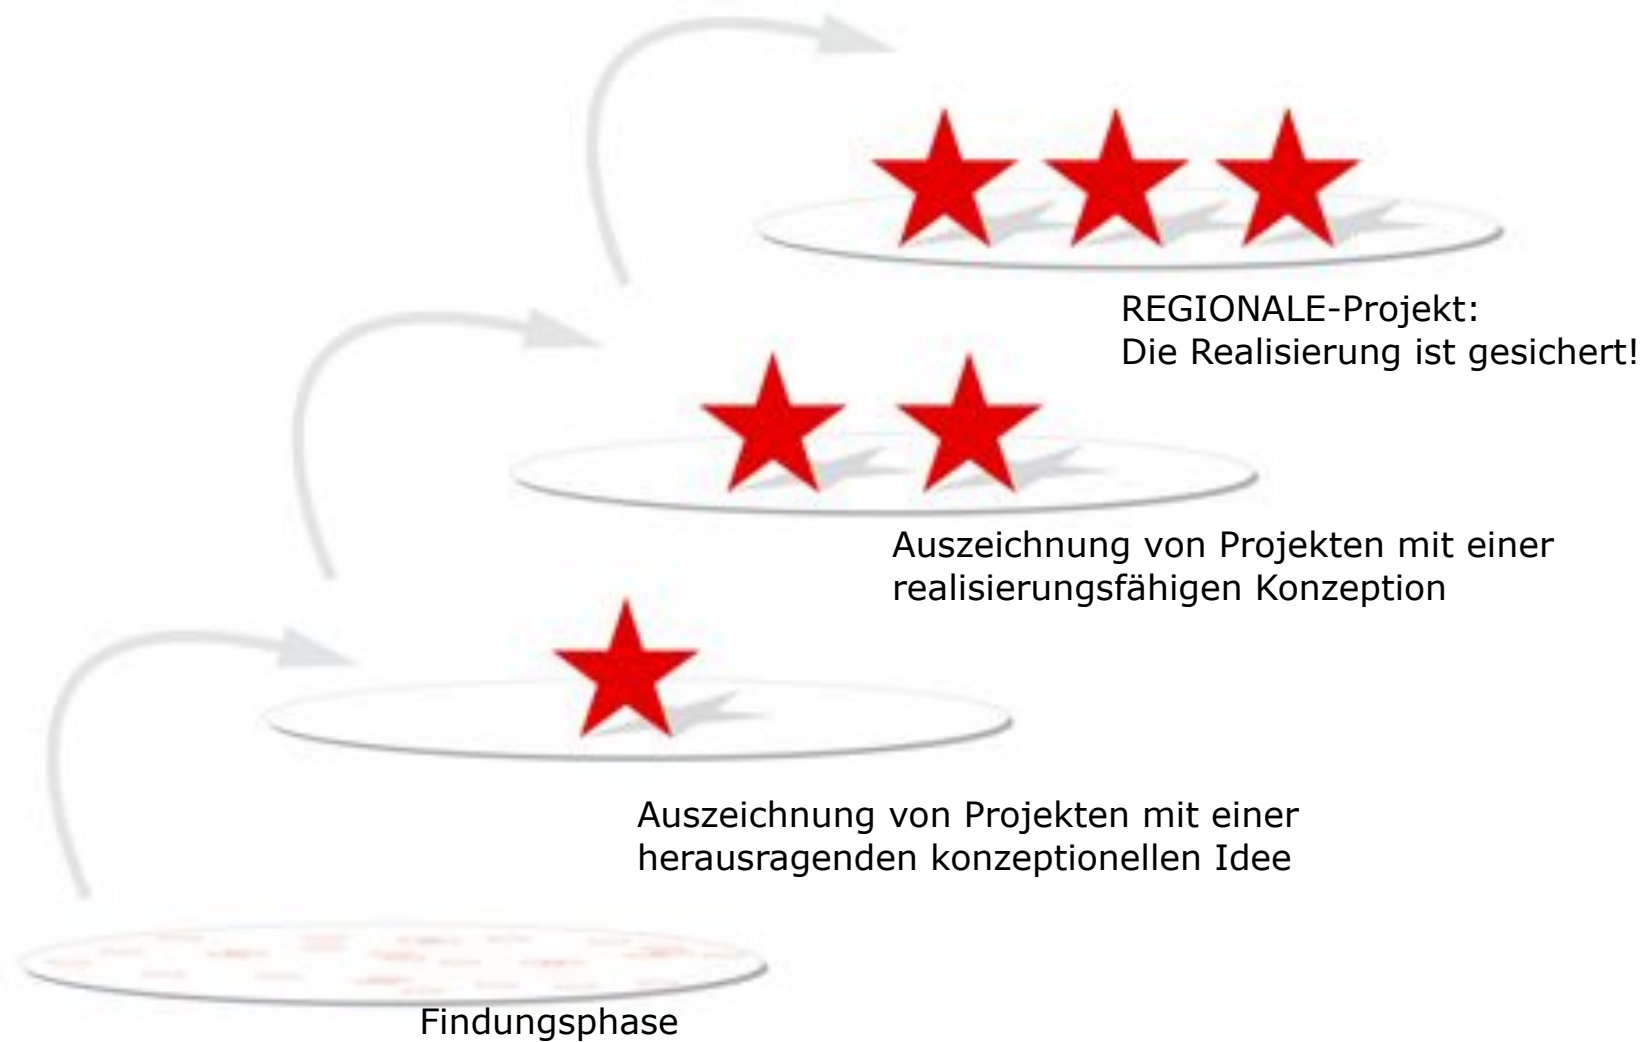 REGIONALE-Projekt:
Die Realisierung ist gesichert!
Auszeichnung von Projekten mit einer
realisierungsfähigen Konzeption
Auszeichnung von Projekten mit einer
herausragenden konzeptionellen Idee
Findungsphase